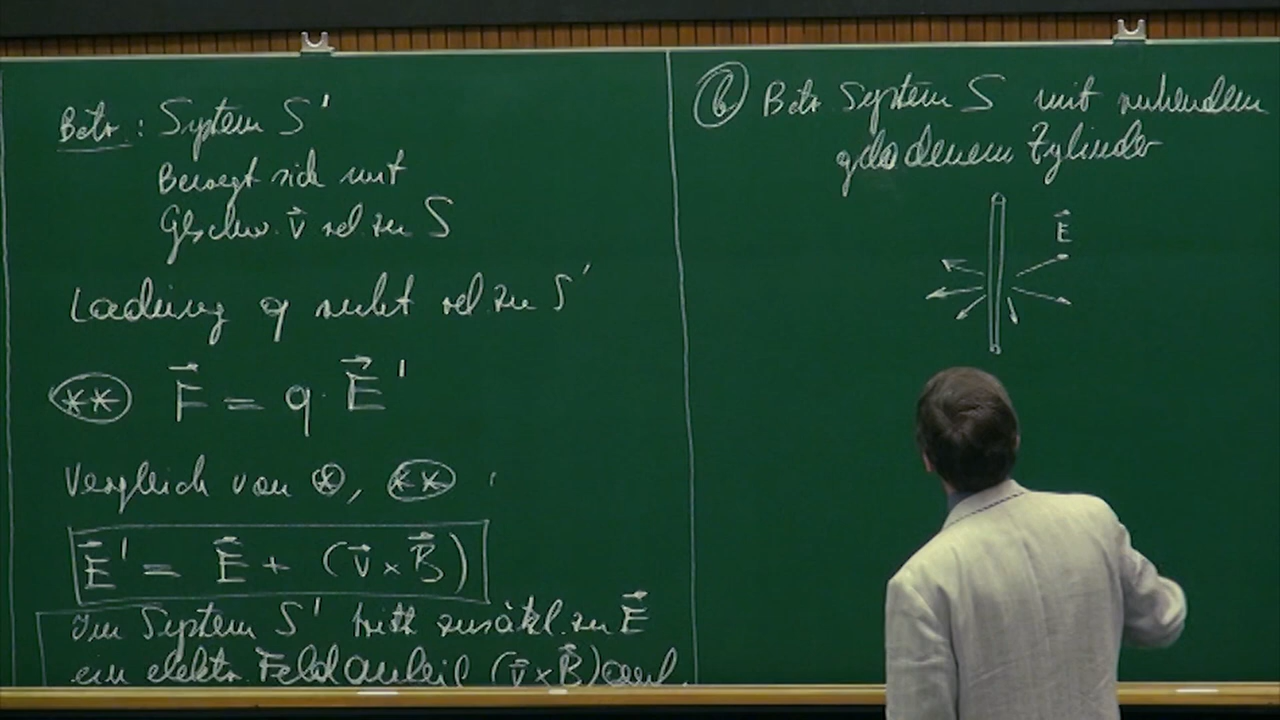 Betr.: System S'
Bewegt sich mit
Geschw. v⃗ rel. zu S
Ladung q ruht rel. zu S'
(**) F⃗ = q · E⃗'
Vergleich von (*), (**) :
E⃗' = E⃗ + (v⃗ × B⃗)
Im System S' tritt zusätzl. zu E⃗
ein elektr. Feldanteil (v⃗ × B⃗) auf.
(b) Betr. System S mit ruhendem
geladenem Zylinder
E⃗